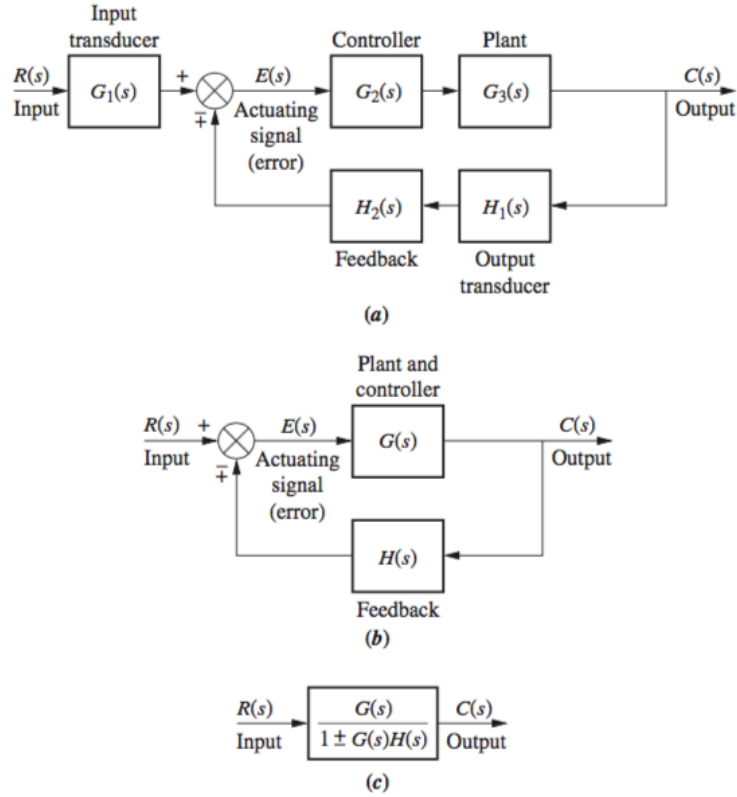 Input
transducer
R(s)
Input
G₁(s)
+
∓
E(s)
Actuating
signal
(error)
Controller
G₂(s)
Plant
G₃(s)
C(s)
Output
H₂(s)
Feedback
H₁(s)
Output
transducer
(a)
Plant and
controller
R(s)
Input
+
∓
E(s)
Actuating
signal
(error)
G(s)
C(s)
Output
H(s)
Feedback
(b)
R(s)
Input
G(s)
1 ± G(s)H(s)
C(s)
Output
(c)